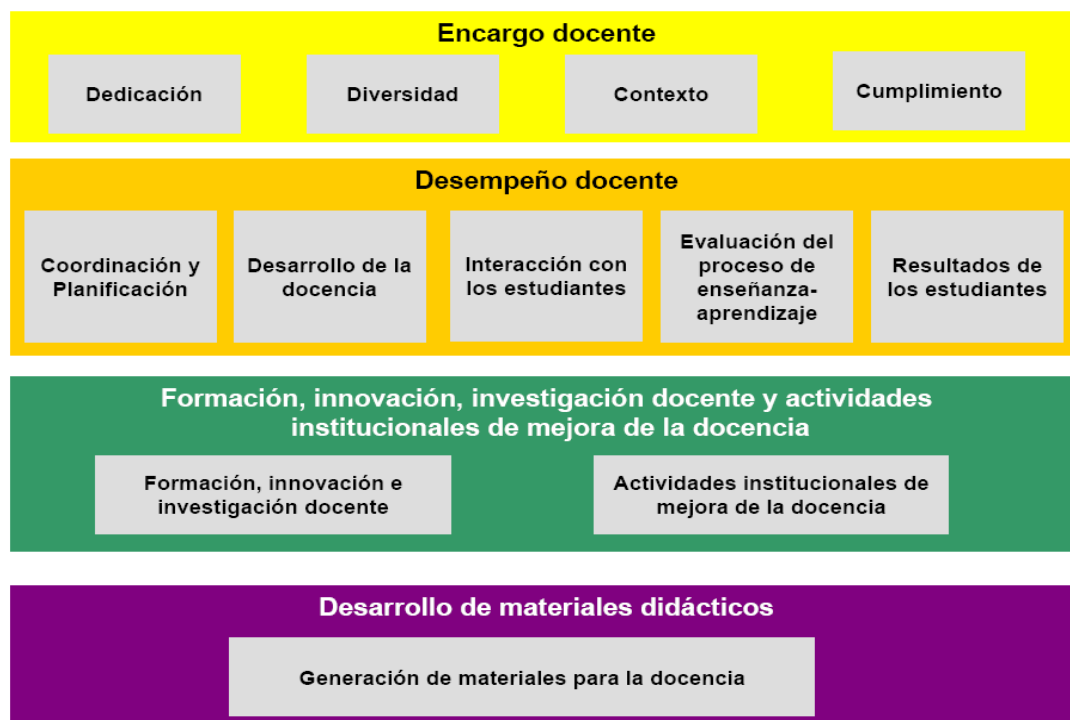 Encargo docente
Dedicación
Diversidad
Contexto
Cumplimiento
Desempeño docente
Coordinación y
Planificación
Desarrollo de la
docencia
Interacción con
los estudiantes
Evaluación del
proceso de
enseñanza-
aprendizaje
Resultados de
los estudiantes
Formación, innovación, investigación docente y actividades
institucionales de mejora de la docencia
Formación, innovación e
investigación docente
Actividades institucionales de
mejora de la docencia
Desarrollo de materiales didácticos
Generación de materiales para la docencia